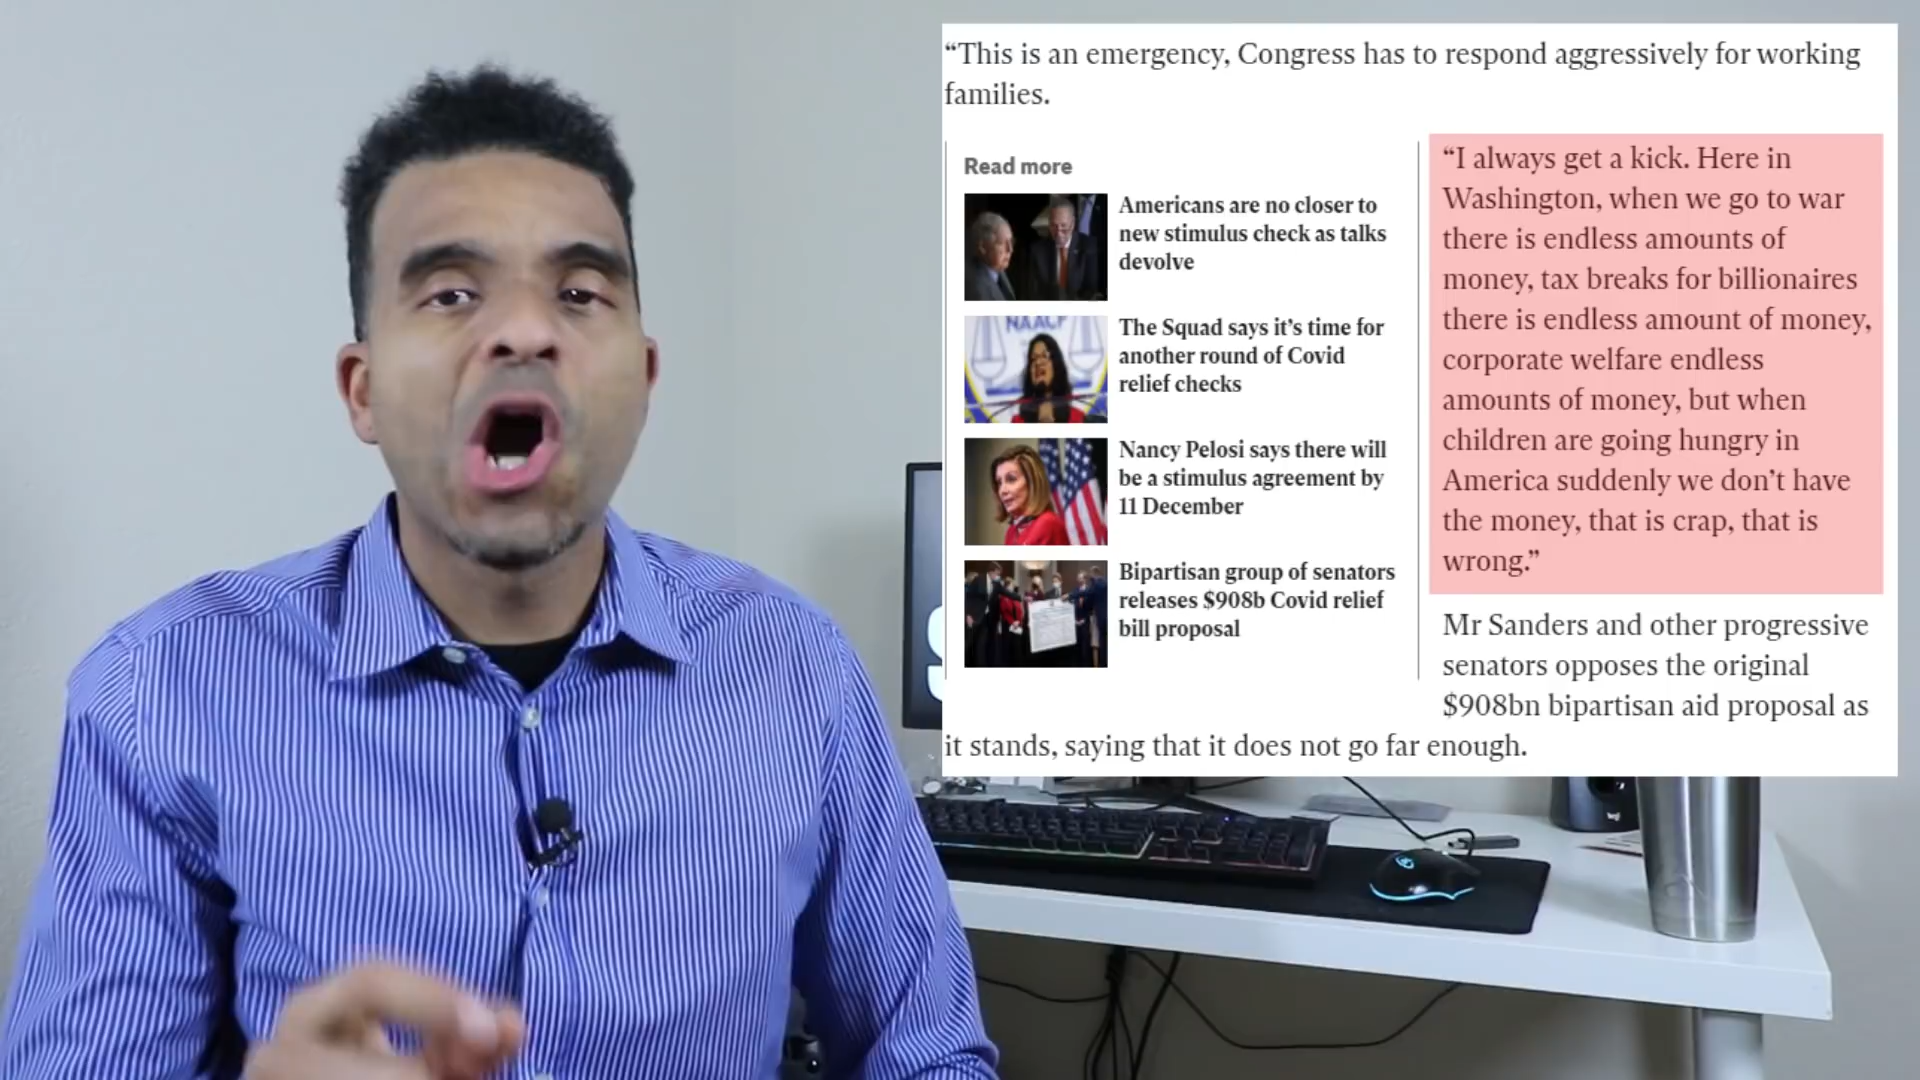 “This is an emergency, Congress has to respond aggressively for working
families.
Read more
Americans are no closer to
new stimulus check as talks
devolve
NAACP
The Squad says it’s time for
another round of Covid
relief checks
Nancy Pelosi says there will
be a stimulus agreement by
11 December
Bipartisan group of senators
releases $908b Covid relief
bill proposal
“I always get a kick. Here in
Washington, when we go to war
there is endless amounts of
money, tax breaks for billionaires
there is endless amount of money,
corporate welfare endless
amounts of money, but when
children are going hungry in
America suddenly we don’t have
the money, that is crap, that is
wrong.”
Mr Sanders and other progressive
senators opposes the original
$908bn bipartisan aid proposal as
it stands, saying that it does not go far enough.